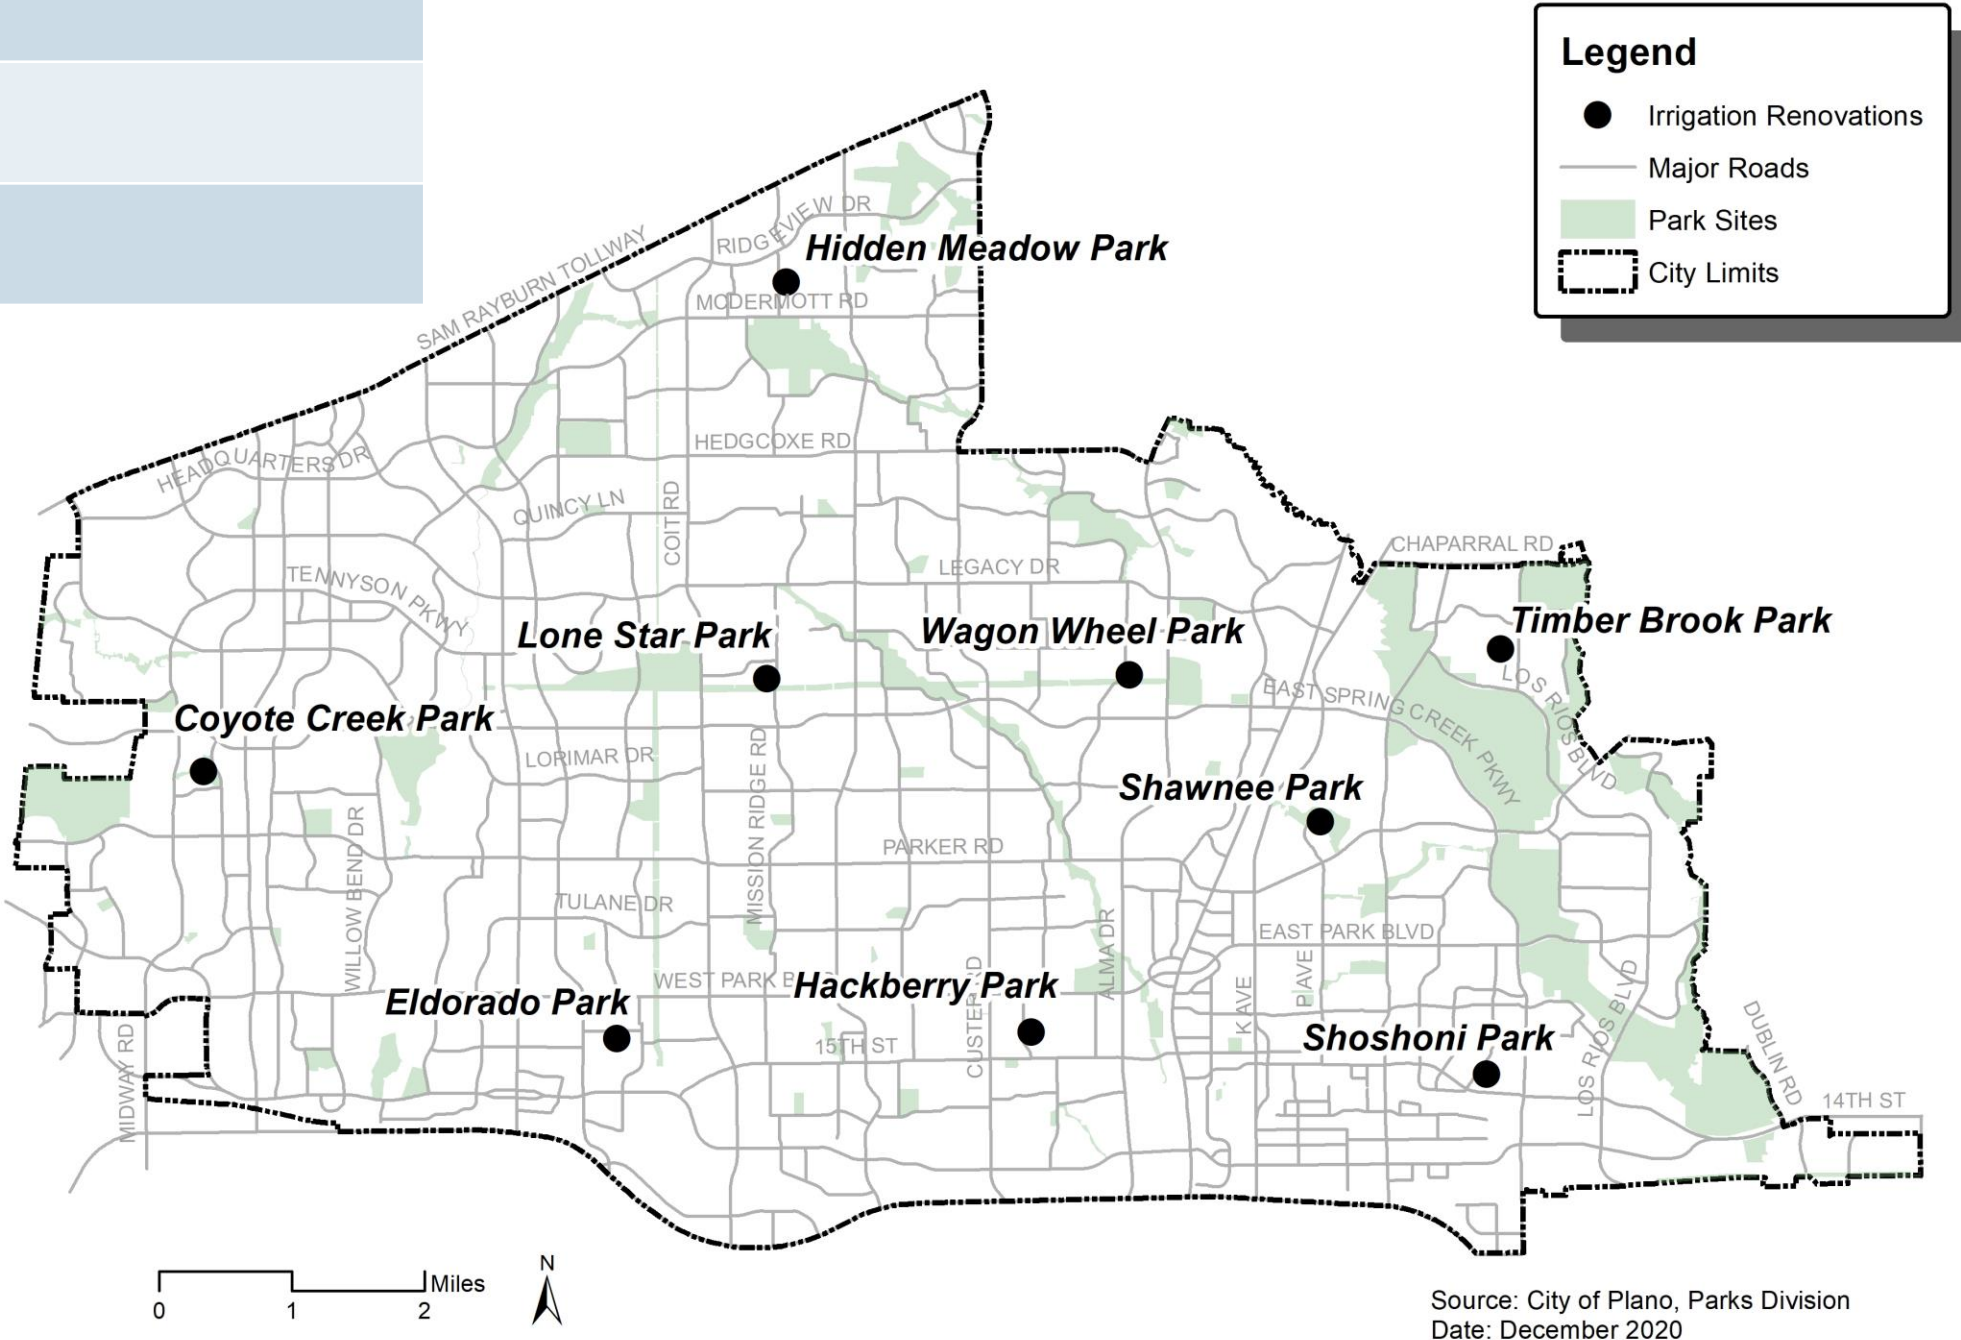 Legend
Irrigation Renovations
Major Roads
Park Sites
City Limits
RIDGEVIEW DR
Hidden Meadow Park
SAM RAYBURN TOLLWAY
MCDERMOTT RD
HEDGCOXE RD
HEADQUARTERS DR
QUINCY LN
COIT RD
CHAPARRAL RD
LEGACY DR
TENNYSON PKWY
Lone Star Park
Wagon Wheel Park
Timber Brook Park
LOS RIOS BLVD
EAST SPRING CREEK PKWY
Coyote Creek Park
LORIMAR DR
MISSION RIDGE RD
Shawnee Park
WILLOW BEND DR
PARKER RD
TULANE DR
ALMA DR
EAST PARK BLVD
WEST PARK B
Hackberry Park
Eldorado Park
CUSTER RD
P AVE
K AVE
15TH ST
Shoshoni Park
LOS RIOS BLVD
DUBLIN RD
MIDWAY RD
14TH ST
N
Miles
0 1 2
Source: City of Plano, Parks Division
Date: December 2020